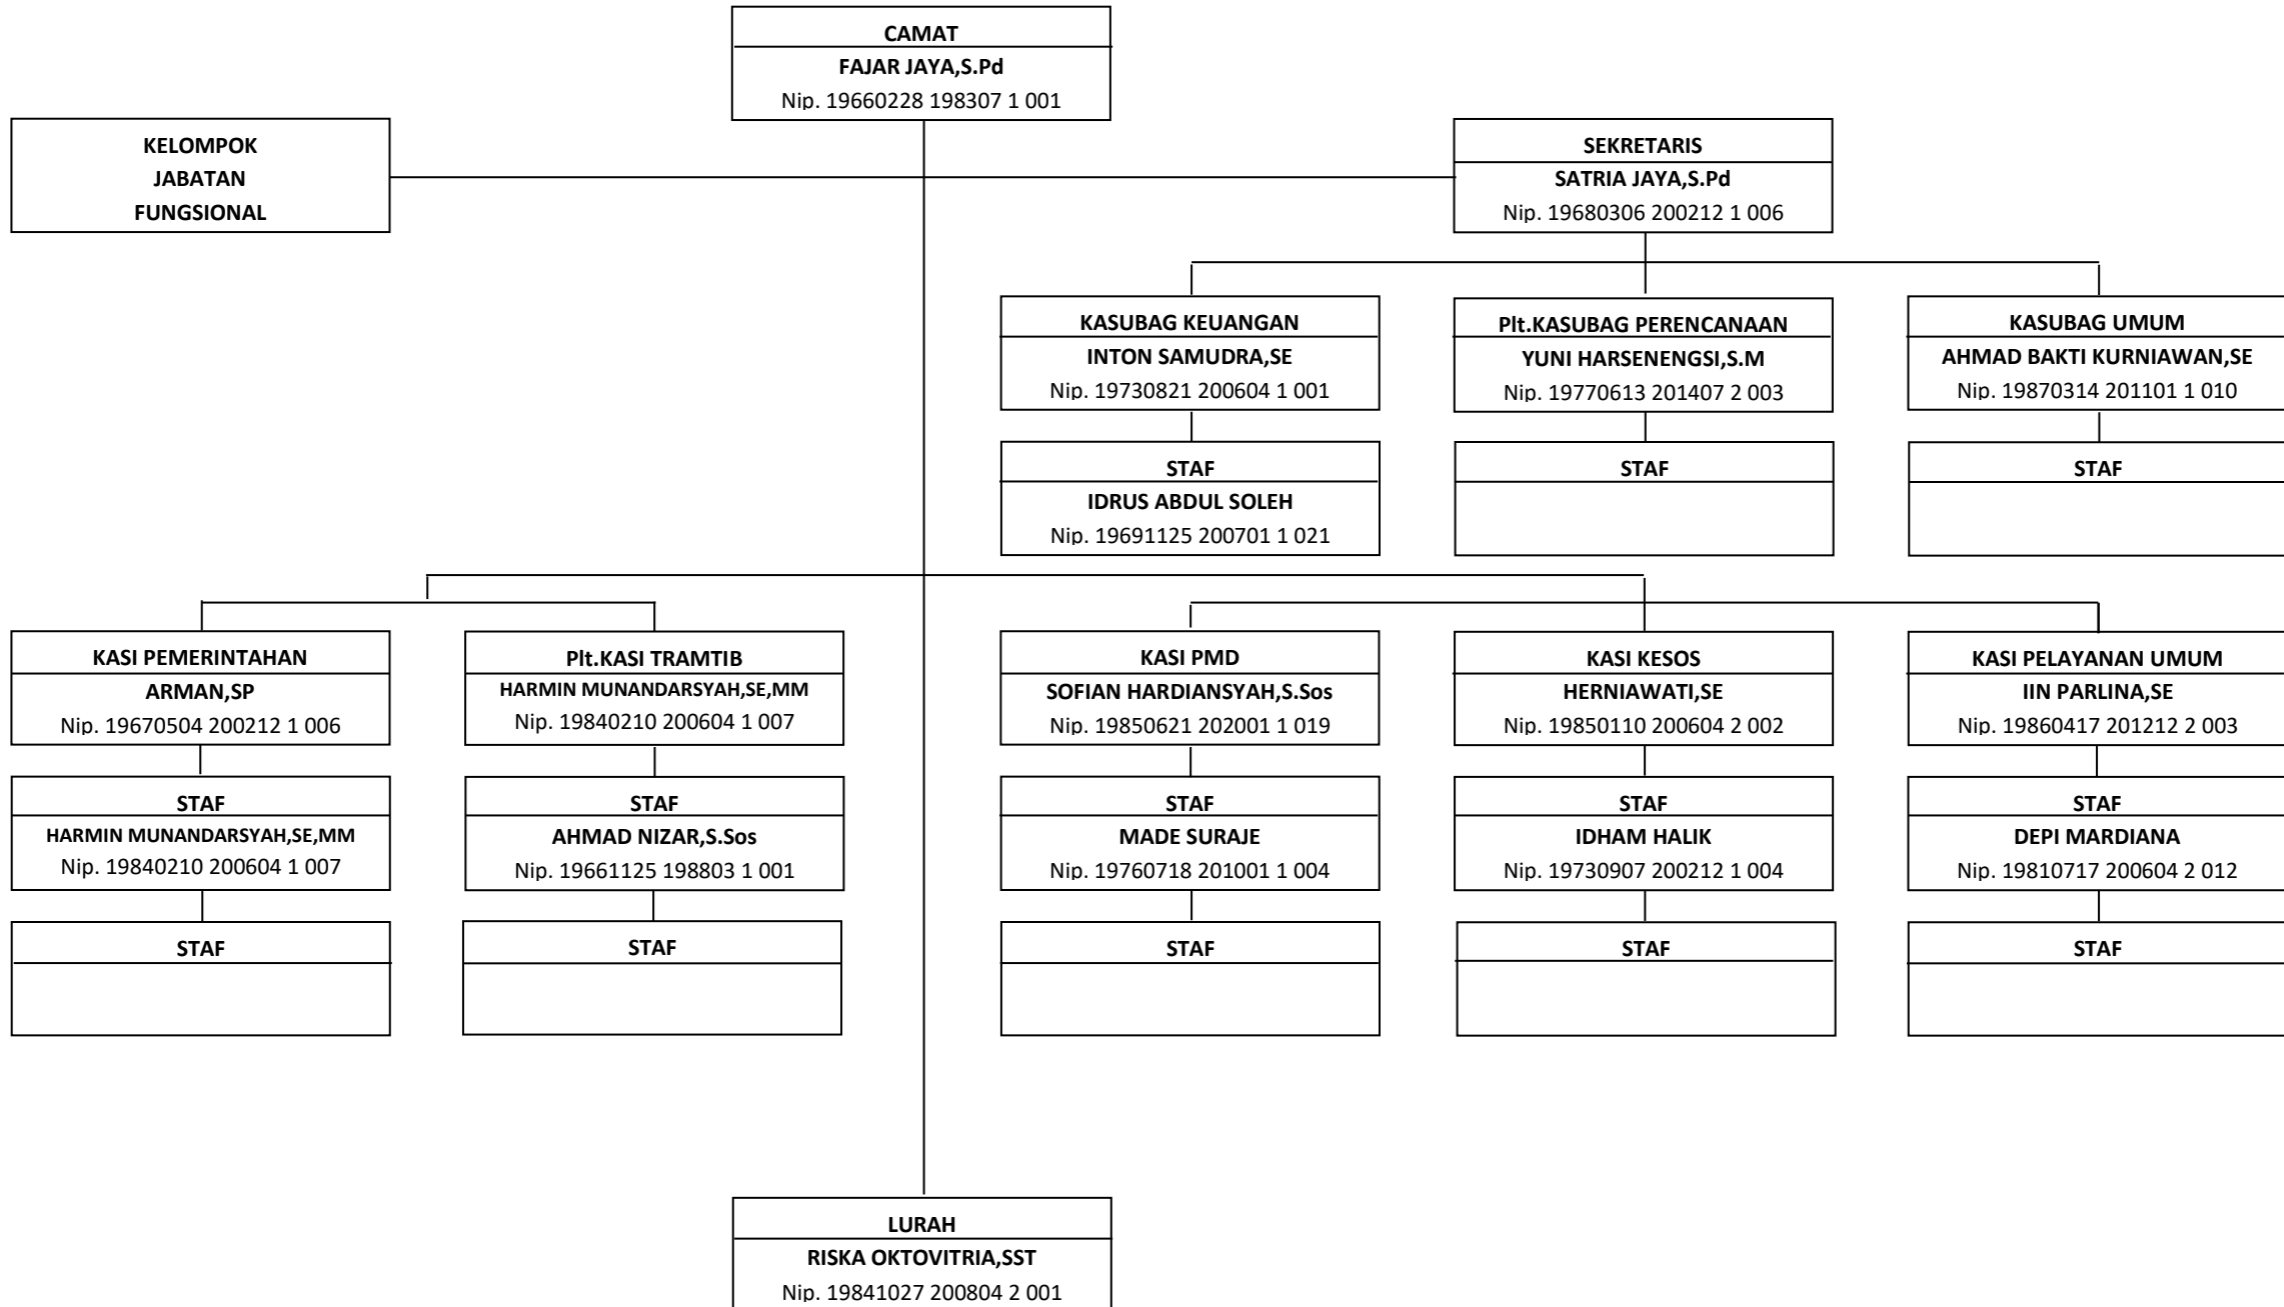 CAMAT
FAJAR JAYA,S.Pd
Nip. 19660228 198307 1 001
KELOMPOK
JABATAN
FUNGSIONAL
SEKRETARIS
SATRIA JAYA,S.Pd
Nip. 19680306 200212 1 006
KASUBAG KEUANGAN
INTON SAMUDRA,SE
Nip. 19730821 200604 1 001
Plt.KASUBAG PERENCANAAN
YUNI HARSENENGSI,S.M
Nip. 19770613 201407 2 003
KASUBAG UMUM
AHMAD BAKTI KURNIAWAN,SE
Nip. 19870314 201101 1 010
STAF
IDRUS ABDUL SOLEH
Nip. 19691125 200701 1 021
STAF
STAF
KASI PEMERINTAHAN
ARMAN,SP
Nip. 19670504 200212 1 006
Plt.KASI TRAMTIB
HARMIN MUNANDARSYAH,SE,MM
Nip. 19840210 200604 1 007
KASI PMD
SOFIAN HARDIANSYAH,S.Sos
Nip. 19850621 202001 1 019
KASI KESOS
HERNIAWATI,SE
Nip. 19850110 200604 2 002
KASI PELAYANAN UMUM
IIN PARLINA,SE
Nip. 19860417 201212 2 003
STAF
HARMIN MUNANDARSYAH,SE,MM
Nip. 19840210 200604 1 007
STAF
AHMAD NIZAR,S.Sos
Nip. 19661125 198803 1 001
STAF
MADE SURAJE
Nip. 19760718 201001 1 004
STAF
IDHAM HALIK
Nip. 19730907 200212 1 004
STAF
DEPI MARDIANA
Nip. 19810717 200604 2 012
STAF
STAF
STAF
STAF
STAF
LURAH
RISKA OKTOVITRIA,SST
Nip. 19841027 200804 2 001